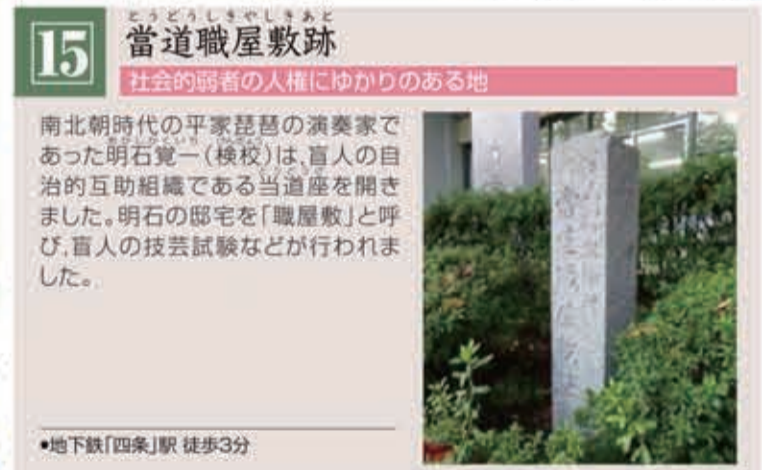 15
とうどうしきやしきあと
當道職屋敷跡
社会的弱者の人権にゆかりのある地
南北朝時代の平家琵琶の演奏家で
あった明石覚一(検校)は、盲人の自
治的互助組織である当道座を開き
ました。明石の邸宅を「職屋敷」と呼
び、盲人の技芸試験などが行われま
した。
●地下鉄「四条」駅 徒歩3分